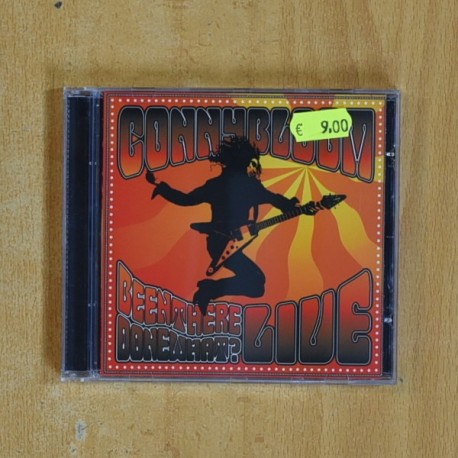 CONNYBLOOM
€ 9.00
BEENTHERE
DONEWHAT?
LIVE